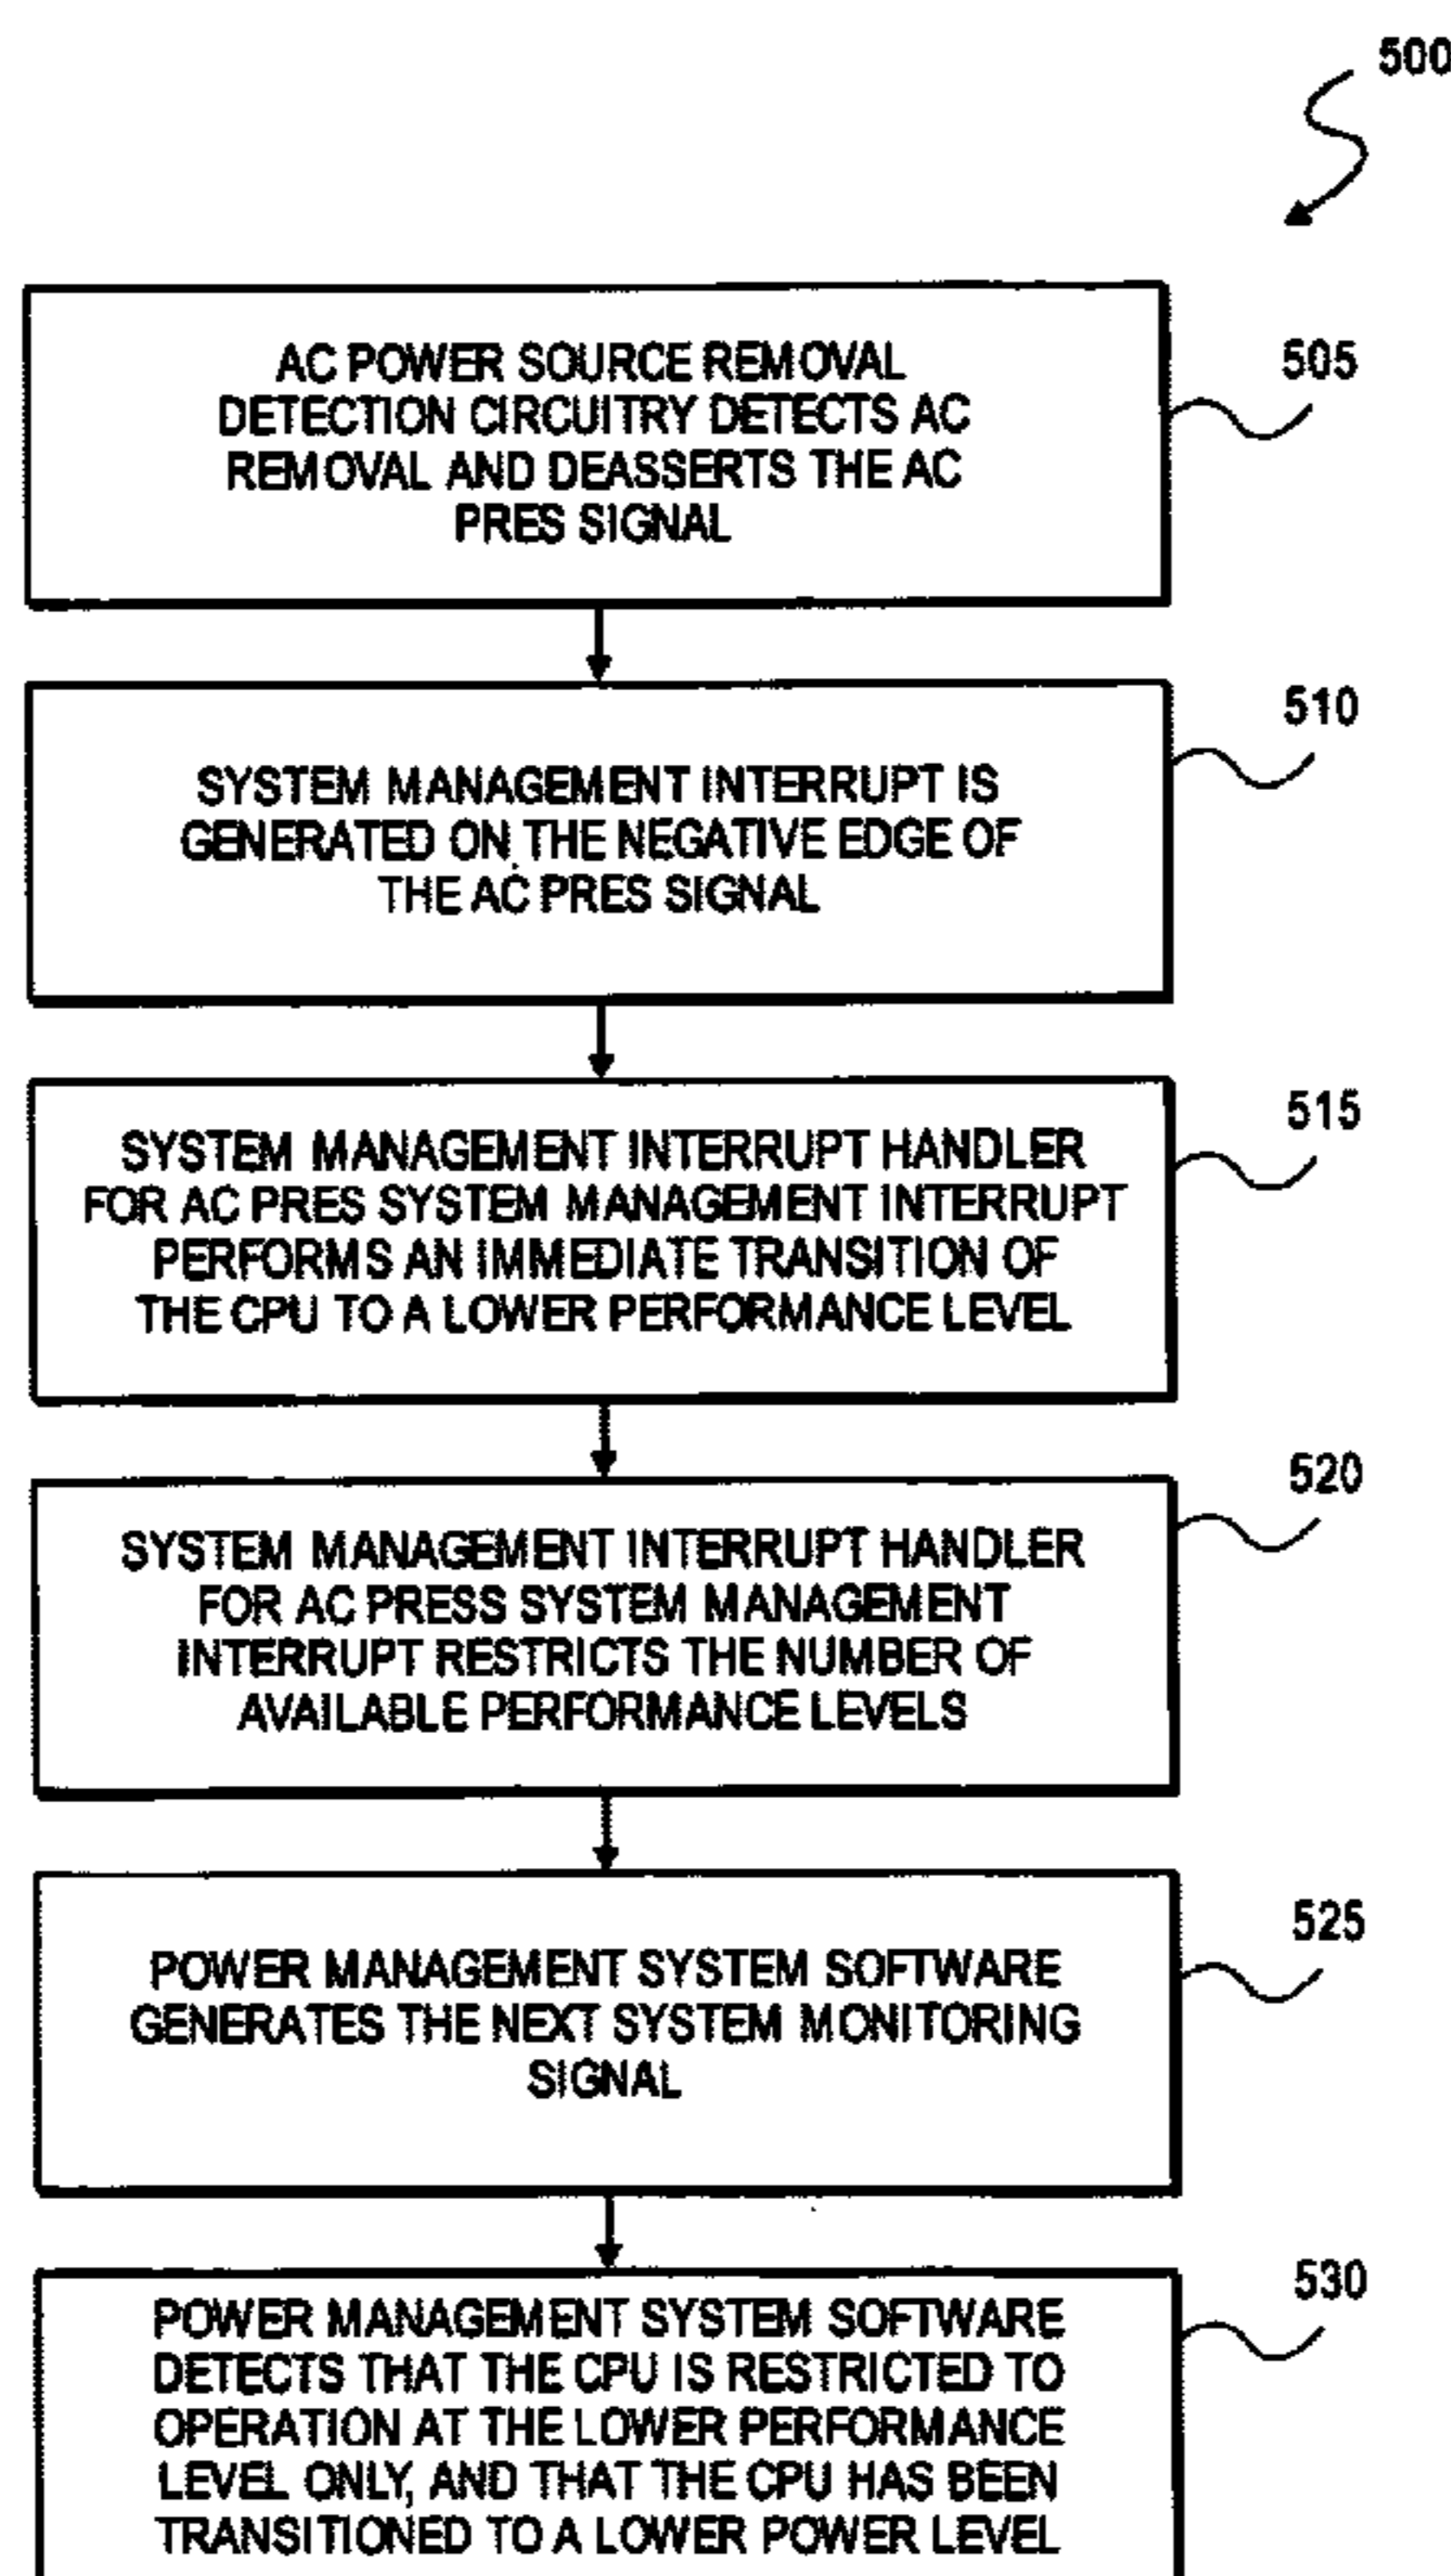 500
AC POWER SOURCE REMOVAL
DETECTION CIRCUITRY DETECTS AC
REMOVAL AND DEASSERTS THE AC
PRES SIGNAL
505
SYSTEM MANAGEMENT INTERRUPT IS
GENERATED ON THE NEGATIVE EDGE OF
THE AC PRES SIGNAL
510
SYSTEM MANAGEMENT INTERRUPT HANDLER
FOR AC PRES SYSTEM MANAGEMENT INTERRUPT
PERFORMS AN IMMEDIATE TRANSITION OF
THE CPU TO A LOWER PERFORMANCE LEVEL
515
SYSTEM MANAGEMENT INTERRUPT HANDLER
FOR AC PRESS SYSTEM MANAGEMENT
INTERRUPT RESTRICTS THE NUMBER OF
AVAILABLE PERFORMANCE LEVELS
520
POWER MANAGEMENT SYSTEM SOFTWARE
GENERATES THE NEXT SYSTEM MONITORING
SIGNAL
525
POWER MANAGEMENT SYSTEM SOFTWARE
DETECTS THAT THE CPU IS RESTRICTED TO
OPERATION AT THE LOWER PERFORMANCE
LEVEL ONLY, AND THAT THE CPU HAS BEEN
TRANSITIONED TO A LOWER POWER LEVEL
530